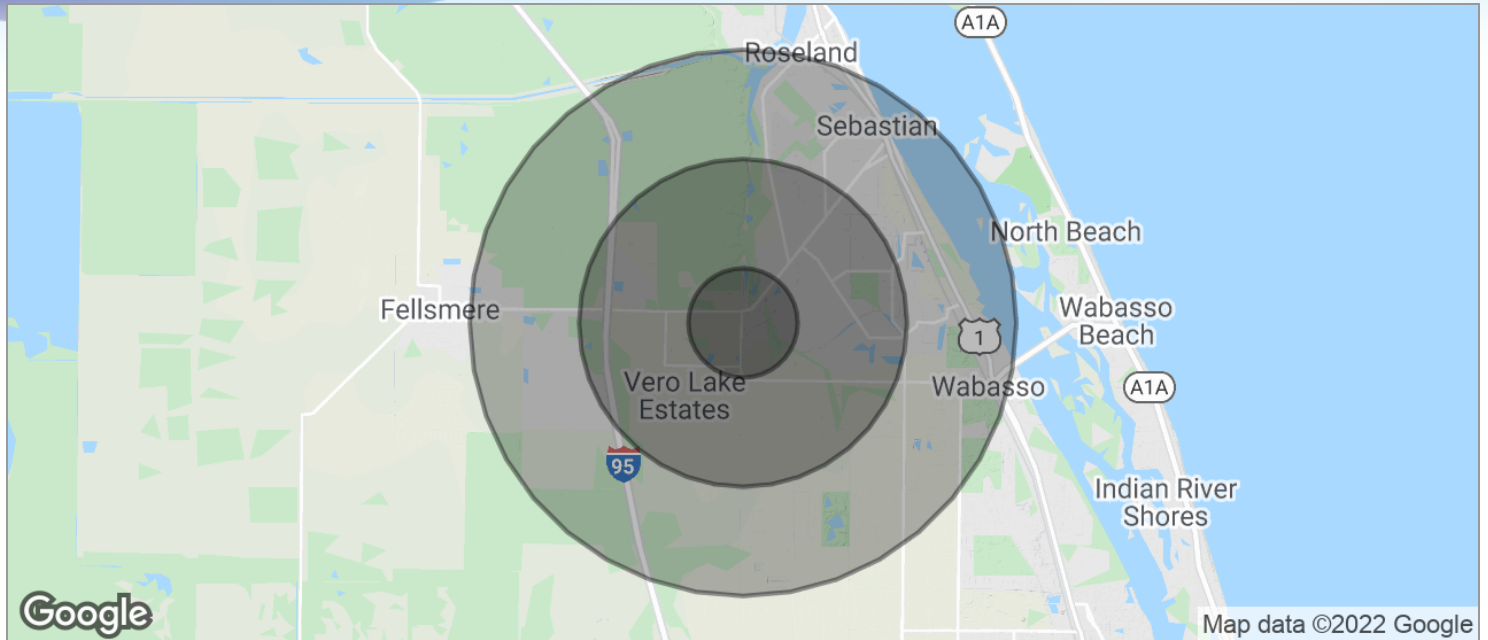 A1A
Roseland
Sebastian
North Beach
Fellsmere
Wabasso
Beach
1
Vero Lake
Estates
Wabasso
A1A
95
Indian River
Shores
Google
Map data ©2022 Google